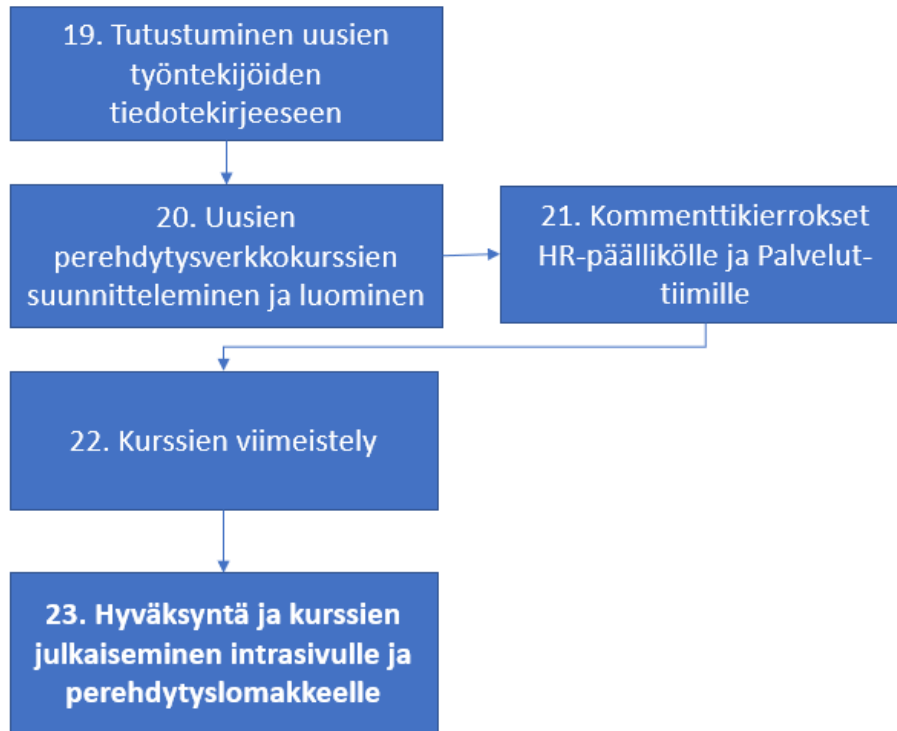 19. Tutustuminen uusien
työntekijöiden
tiedotekirjeeseen
20. Uusien
perehdytysverkkokurssien
suunnitteleminen ja luominen
21. Kommenttikierrokset
HR-päällikölle ja Palvelut-
tiimille
22. Kurssien viimeistely
23. Hyväksyntä ja kurssien
julkaiseminen intrasivulle ja
perehdytyslomakkeelle